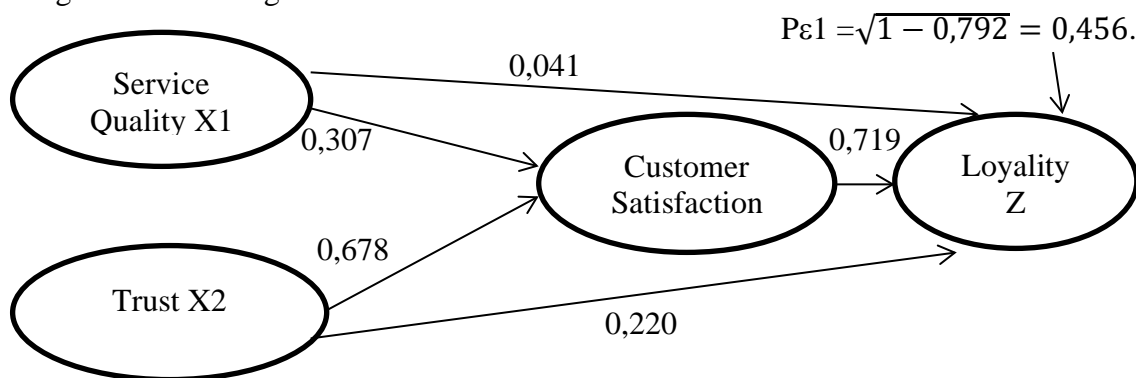 Pε1 =√1 − 0,792 = 0,456.
0,041
Service
Quality X1
0,307
Customer
Satisfaction
0,719
Loyality
Z
0,678
Trust X2
0,220